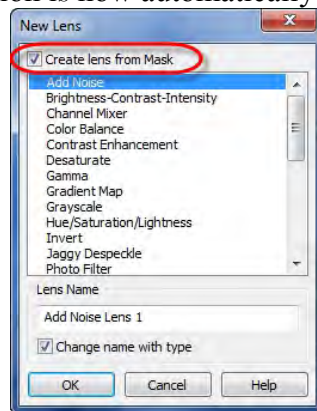 ion is now automatically
New Lens
Create lens from Mask
Add Noise
Brightness-Contrast-Intensity
Channel Mixer
Color Balance
Contrast Enhancement
Desaturate
Gamma
Gradient Map
Grayscale
Hue/Saturation/Lightness
Invert
Jaggy Despeckle
Photo Filter
Lens Name
Add Noise Lens 1
Change name with type
OK Cancel Help